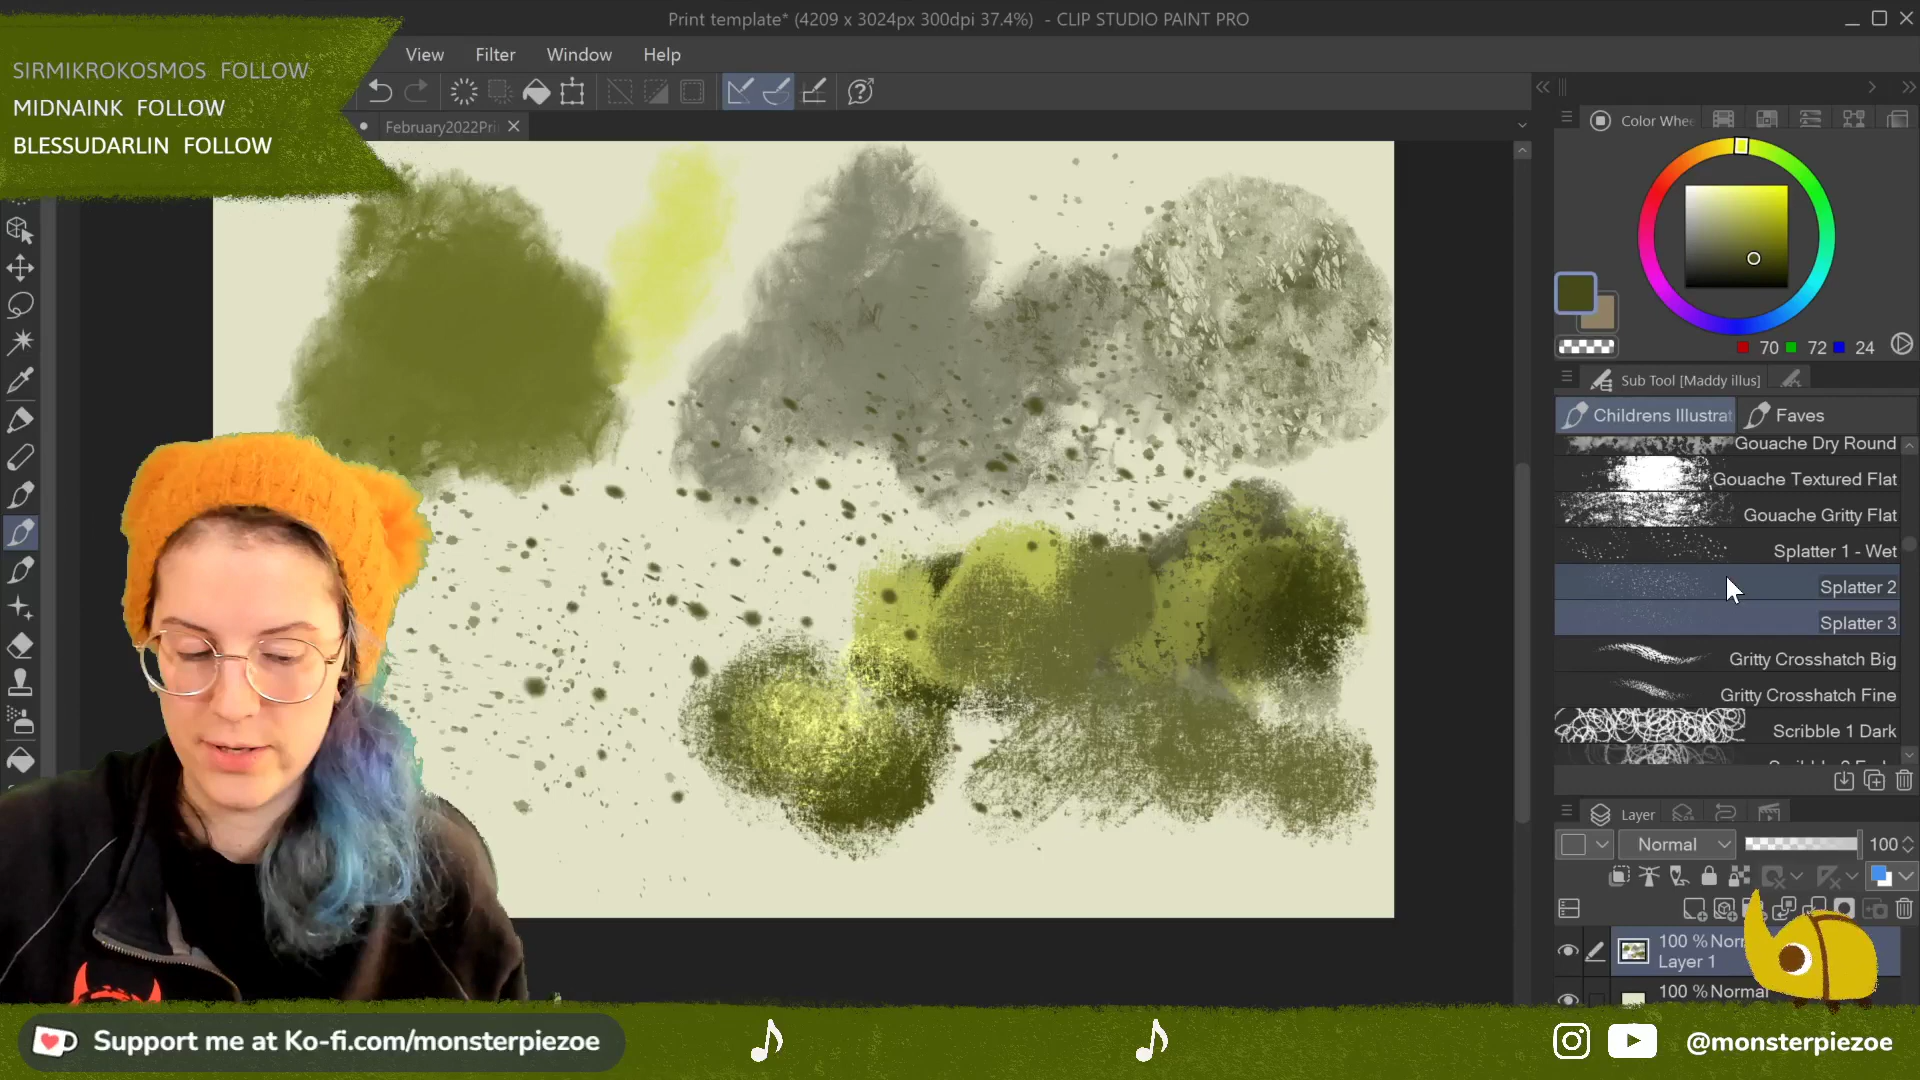 Print template* (4209 x 3024px 300dpi 37.4%) - CLIP STUDIO PAINT PRO
SIRMIKROKOSMOS FOLLOW
MIDNAINK FOLLOW
BLESSUDARLIN FOLLOW
View Filter Window Help
February2022Pri
Color Whee
70 72 24
Sub Tool [Maddy illus]
Childrens Illustrat Faves
Gouache Dry Round
Gouache Textured Flat
Gouache Gritty Flat
Splatter 1 - Wet
Splatter 2
Splatter 3
Gritty Crosshatch Big
Gritty Crosshatch Fine
Scribble 1 Dark
Layer
Normal 100
100 % Nor
Layer 1
100 % Normal
Support me at Ko-fi.com/monsterpiezoe
@monsterpiezoe